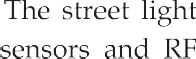 The street light
sensors and RF